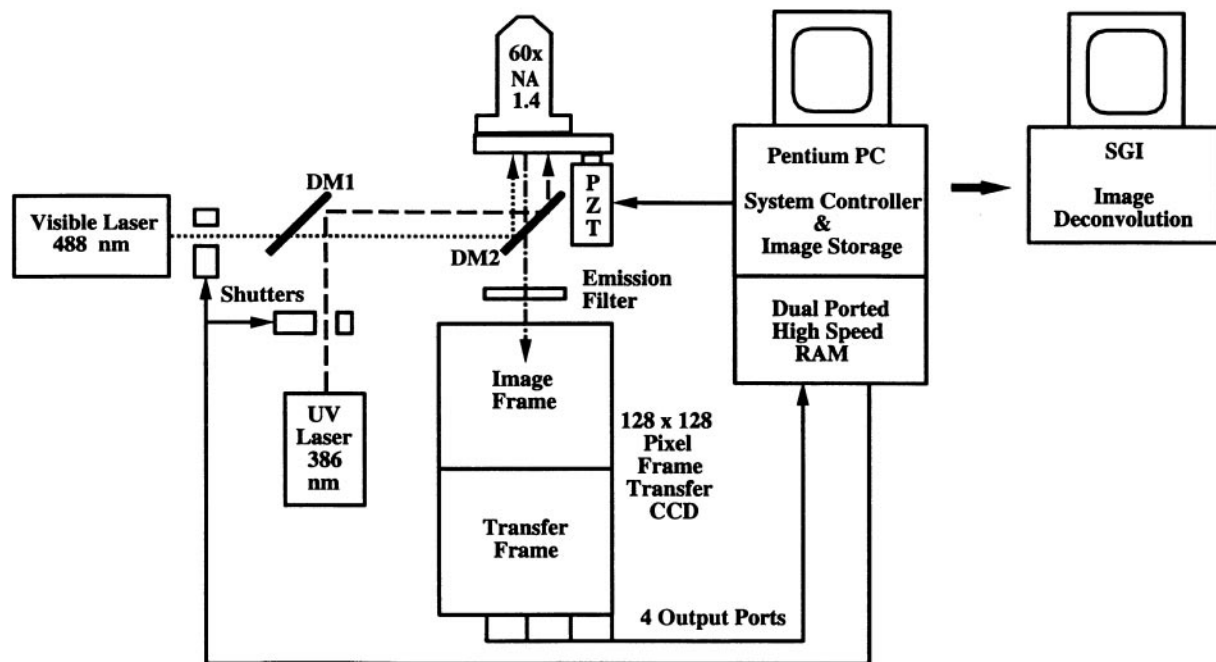 60x
NA
1.4
DM1
Visible Laser
488 nm
Shutters
UV
Laser
386
nm
DM2
P
Z
T
Emission
Filter
Image
Frame
Transfer
Frame
128 x 128
Pixel
Frame
Transfer
CCD
4 Output Ports
Pentium PC
System Controller
&
Image Storage
Dual Ported
High Speed
RAM
SGI
Image
Deconvolution